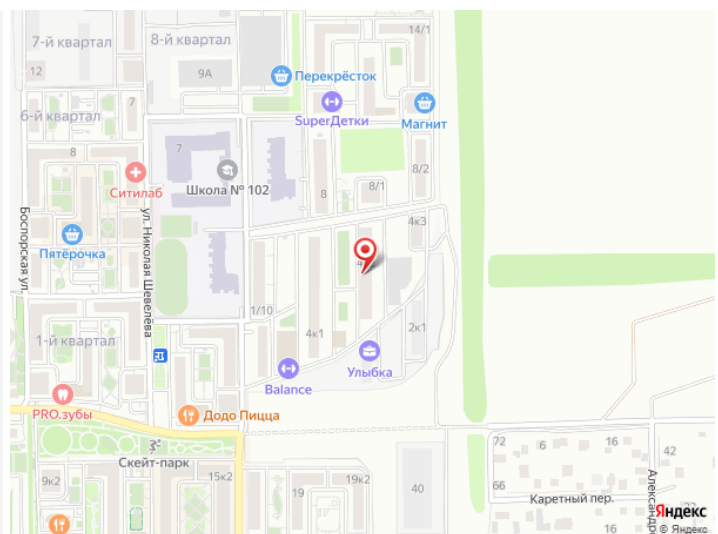 7-й квартал
8-й квартал
14/1
12
9А
Перекрёсток
7
6-й квартал
SuperДетки
Магнит
8
7
Ситилаб
Школа № 102
8
8/1
8/2
Боспорская ул.
ул. Николая Шевелёва
Пятёрочка
4к3
1/10
4к1
2к1
1-й квартал
Улыбка
Balance
PRO.зубы
Додо Пицца
Скейт-парк
72
6
16
42
9к2
15к2
19
19к2
40
66
16
Каретный пер.
Яндекс
© Яндекс